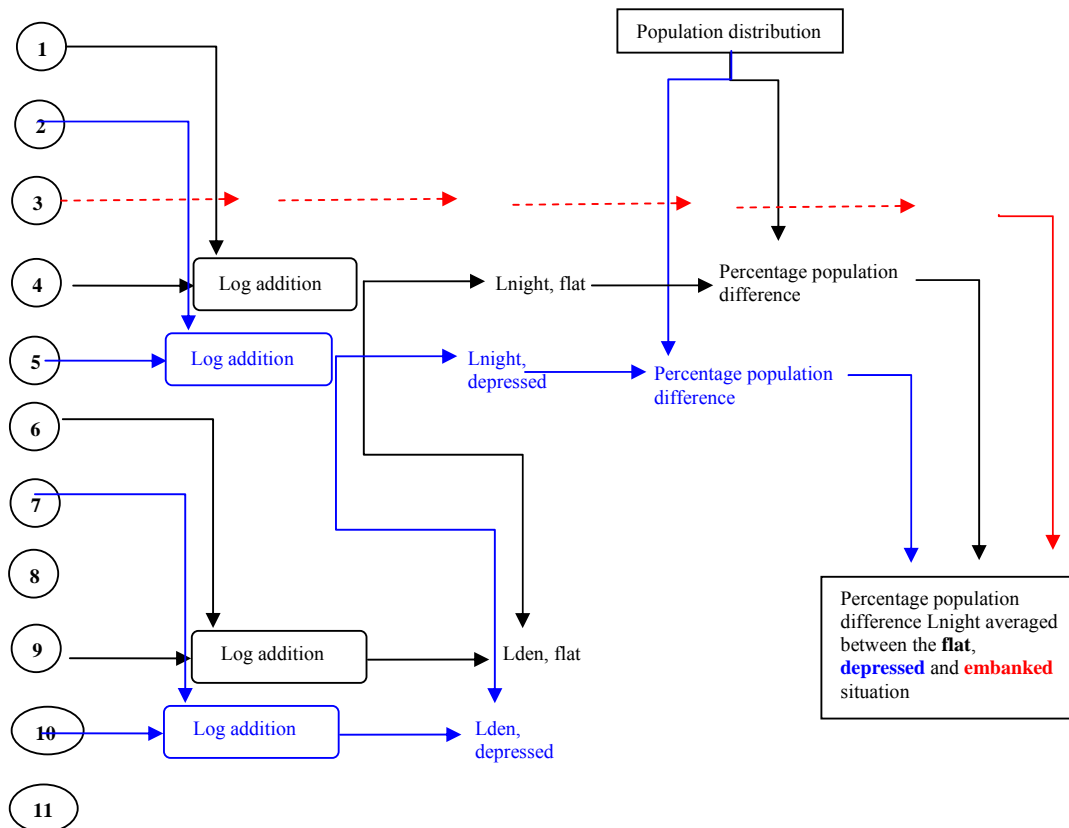 Population distribution
1
2
3
4
Log addition
Lnight, flat
Percentage population
difference
5
Log addition
Lnight,
depressed
Percentage population
difference
6
7
8
9
Log addition
Lden, flat
10
Log addition
Lden,
depressed
11
Percentage population
difference Lnight averaged
between the flat,
depressed and embanked
situation